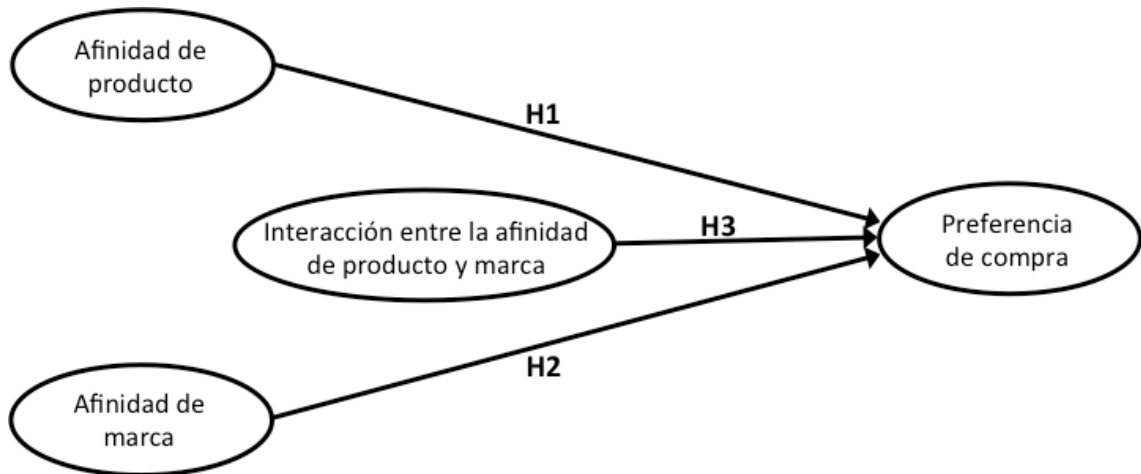 Afinidad de
producto
H1
Interacción entre la afinidad
de producto y marca
H3
Preferencia
de compra
H2
Afinidad de
marca